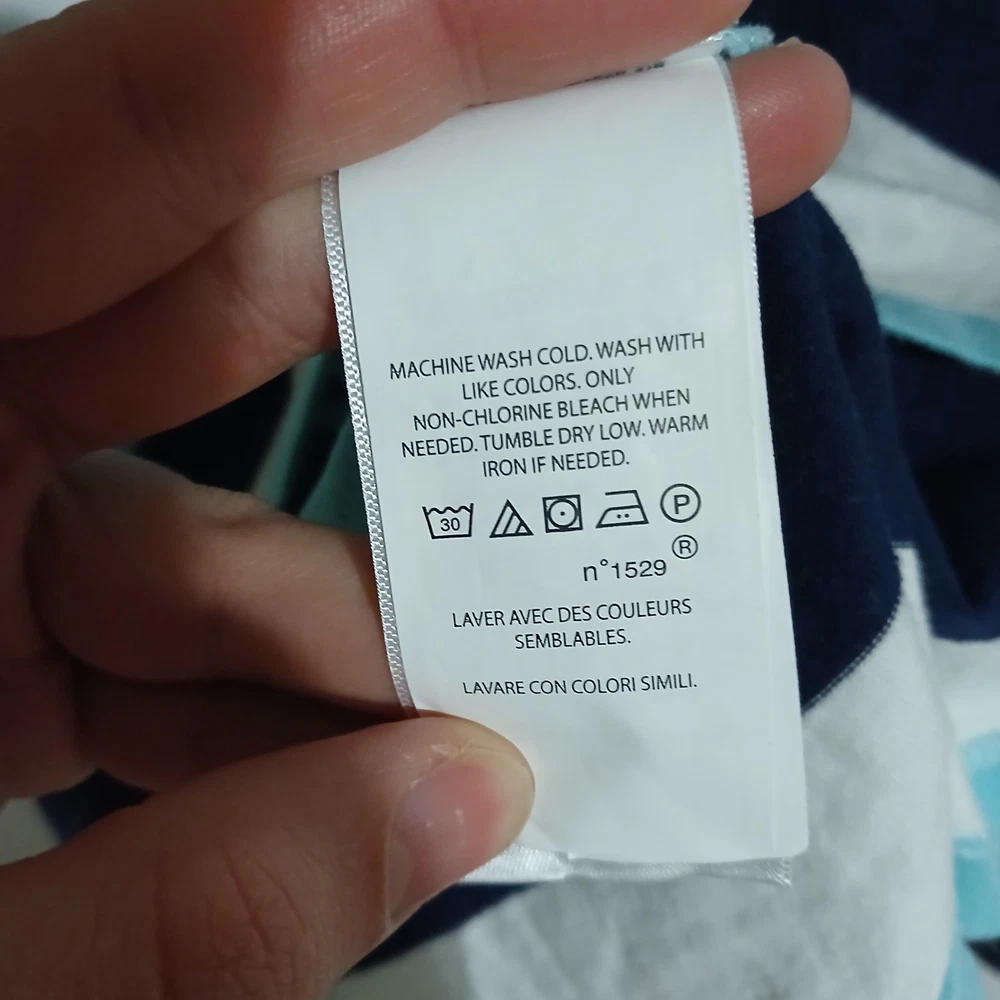 MACHINE WASH COLD. WASH WITH
LIKE COLORS. ONLY
NON-CHLORINE BLEACH WHEN
NEEDED. TUMBLE DRY LOW. WARM
IRON IF NEEDED.
30 P
®
n°1529
LAVER AVEC DES COULEURS
SEMBLABLES.
LAVARE CON COLORI SIMILI.